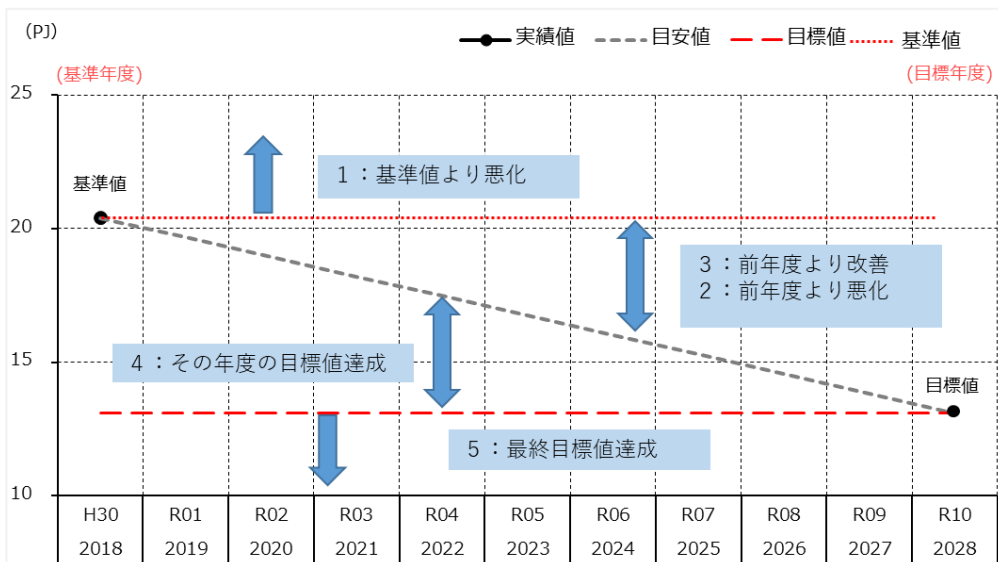 (PJ)
実績値 目安値 目標値 基準値
(基準年度)
(目標年度)
25
1：基準値より悪化
基準値
20
3：前年度より改善
2：前年度より悪化
15
4：その年度の目標値達成
目標値
5：最終目標値達成
10
H30 R01 R02 R03 R04 R05 R06 R07 R08 R09 R10
2018 2019 2020 2021 2022 2023 2024 2025 2026 2027 2028